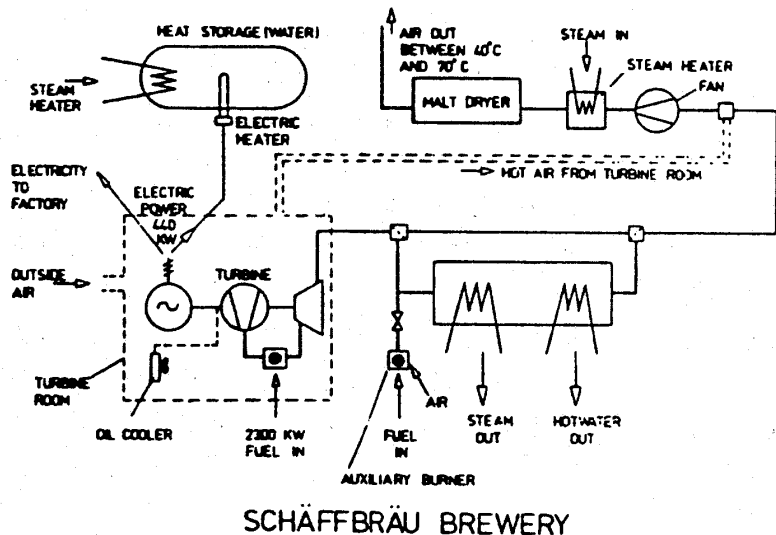 HEAT STORAGE (WATER)
STEAM
HEATER
ELECTRIC
HEATER
AIR OUT
BETWEEN 40°C
AND 70°C
MALT DRYER
STEAM IN
STEAM HEATER
FAN
HOT AIR FROM TURBINE ROOM
ELECTRICITY
TO
FACTORY
ELECTRIC
POWER
440
KW
OUTSIDE
AIR
TURBINE
TURBINE
ROOM
OIL COOLER
2300 KW
FUEL IN
FUEL
IN
AIR
AUXILIARY BURNER
STEAM
OUT
HOTWATER
OUT
SCHÄFFBRÄU BREWERY